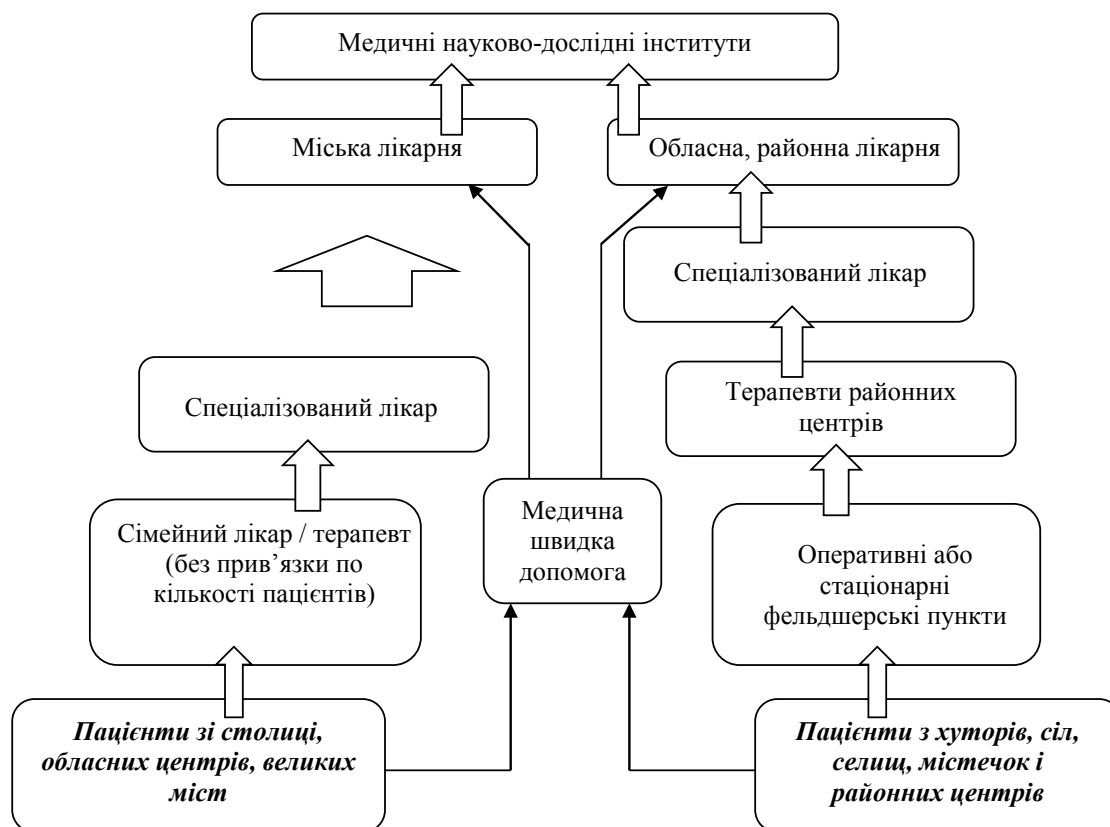 Медичні науково-дослідні інститути
Міська лікарня
Обласна, районна лікарня
Спеціалізований лікар
Терапевти районних
центрів
Спеціалізований лікар
Сімейний лікар / терапевт
(без прив’язки по
кількості пацієнтів)
Медична
швидка
допомога
Оперативні або
стаціонарні
фельдшерські пункти
Пацієнти зі столиці,
обласних центрів, великих
міст
Пацієнти з хуторів, сіл,
селищ, містечок і
районних центрів